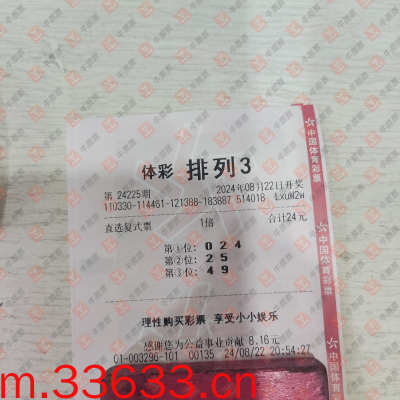 体彩 排列3
第 24225期 2024年08月22日开奖
110330-114461-121388-183887 514018
直选复式票 1倍 合计24元
第1位：0 2 4
第2位：2 5
第3位：4 9
理性购买彩票 享受小小娱乐
感谢您为公益事业贡献 8.16元
01-003296-101 00135 24/08/22 20:54:27
中国体育彩票
中国体育彩票
中国体育
m.33633.cn